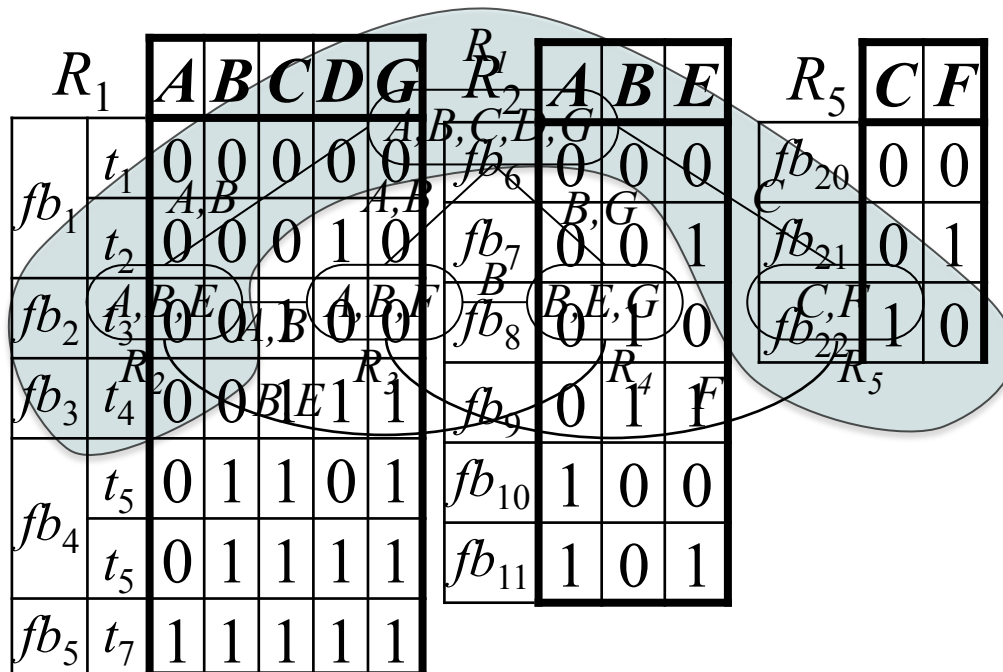 R1 A B C D G
fb1 t1 0 0 0 0 0
t2 0 0 0 1 0
fb2 t3 0 0 1 0 0
fb3 t4 0 0 1 1 1
fb4 t5 0 1 1 0 1
t5 0 1 1 1 1
fb5 t7 1 1 1 1 1
R2 A B E
fb6 0 0 0
fb7 0 0 1
fb8 0 1 0
fb9 0 1 1
fb10 1 0 0
fb11 1 0 1
R5 C F
fb20 0 0
fb21 0 1
fb22 1 0
R1
A,B,C,D,G
A,B A,B B,G C
A,B,E A,B A,B,F B B,E,G C,F
R2 R3 R4 R5
B,E F